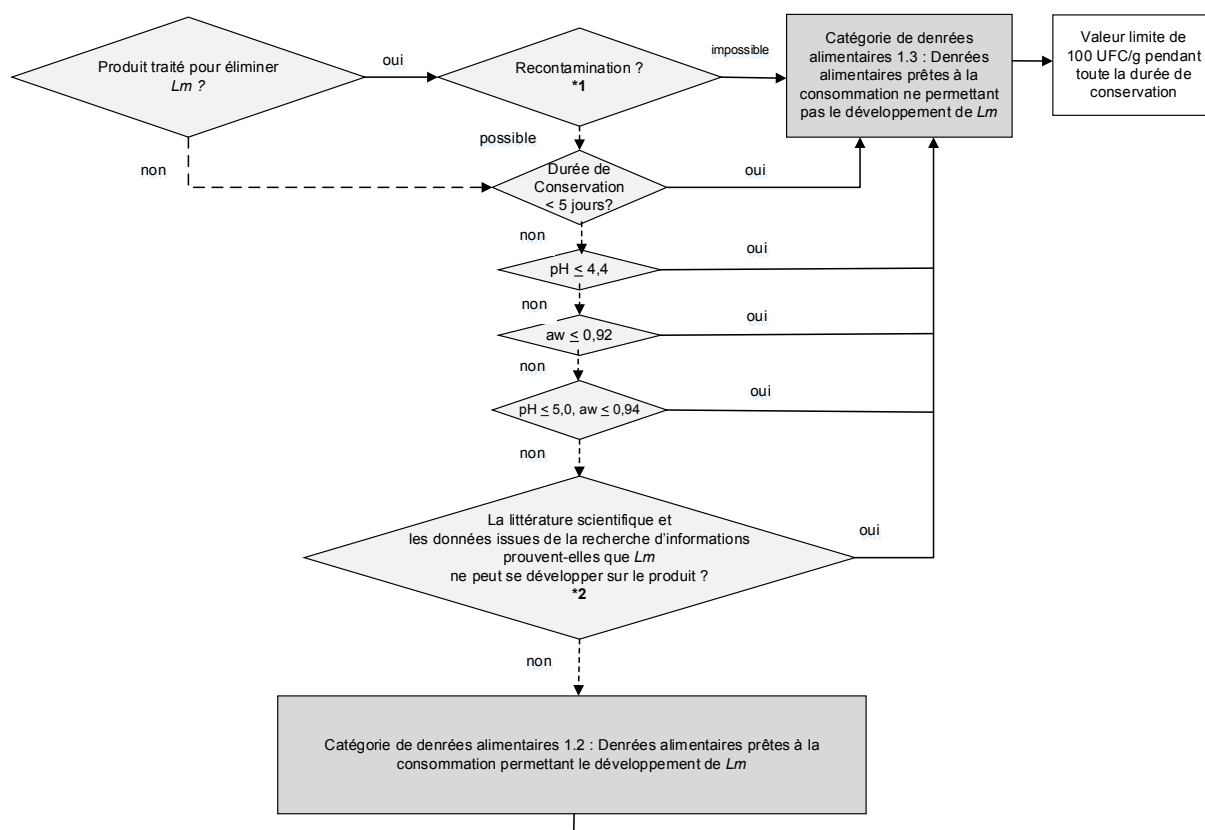 Produit traité pour éliminer
Lm ?
oui
Recontamination ?
*1
impossible
Catégorie de denrées
alimentaires 1.3 : Denrées
alimentaires prêtes à la
consommation ne permettant
pas le développement de Lm
Valeur limite de
100 UFC/g pendant
toute la durée de
conservation
possible
non
Durée de
Conservation
< 5 jours?
oui
non
pH ≤ 4,4
oui
non
aw ≤ 0,92
oui
non
pH ≤ 5,0, aw ≤ 0,94
oui
non
La littérature scientifique et
les données issues de la recherche d'informations
prouvent-elles que Lm
ne peut se développer sur le produit ?
*2
oui
non
Catégorie de denrées alimentaires 1.2 : Denrées alimentaires prêtes à la
consommation permettant le développement de Lm